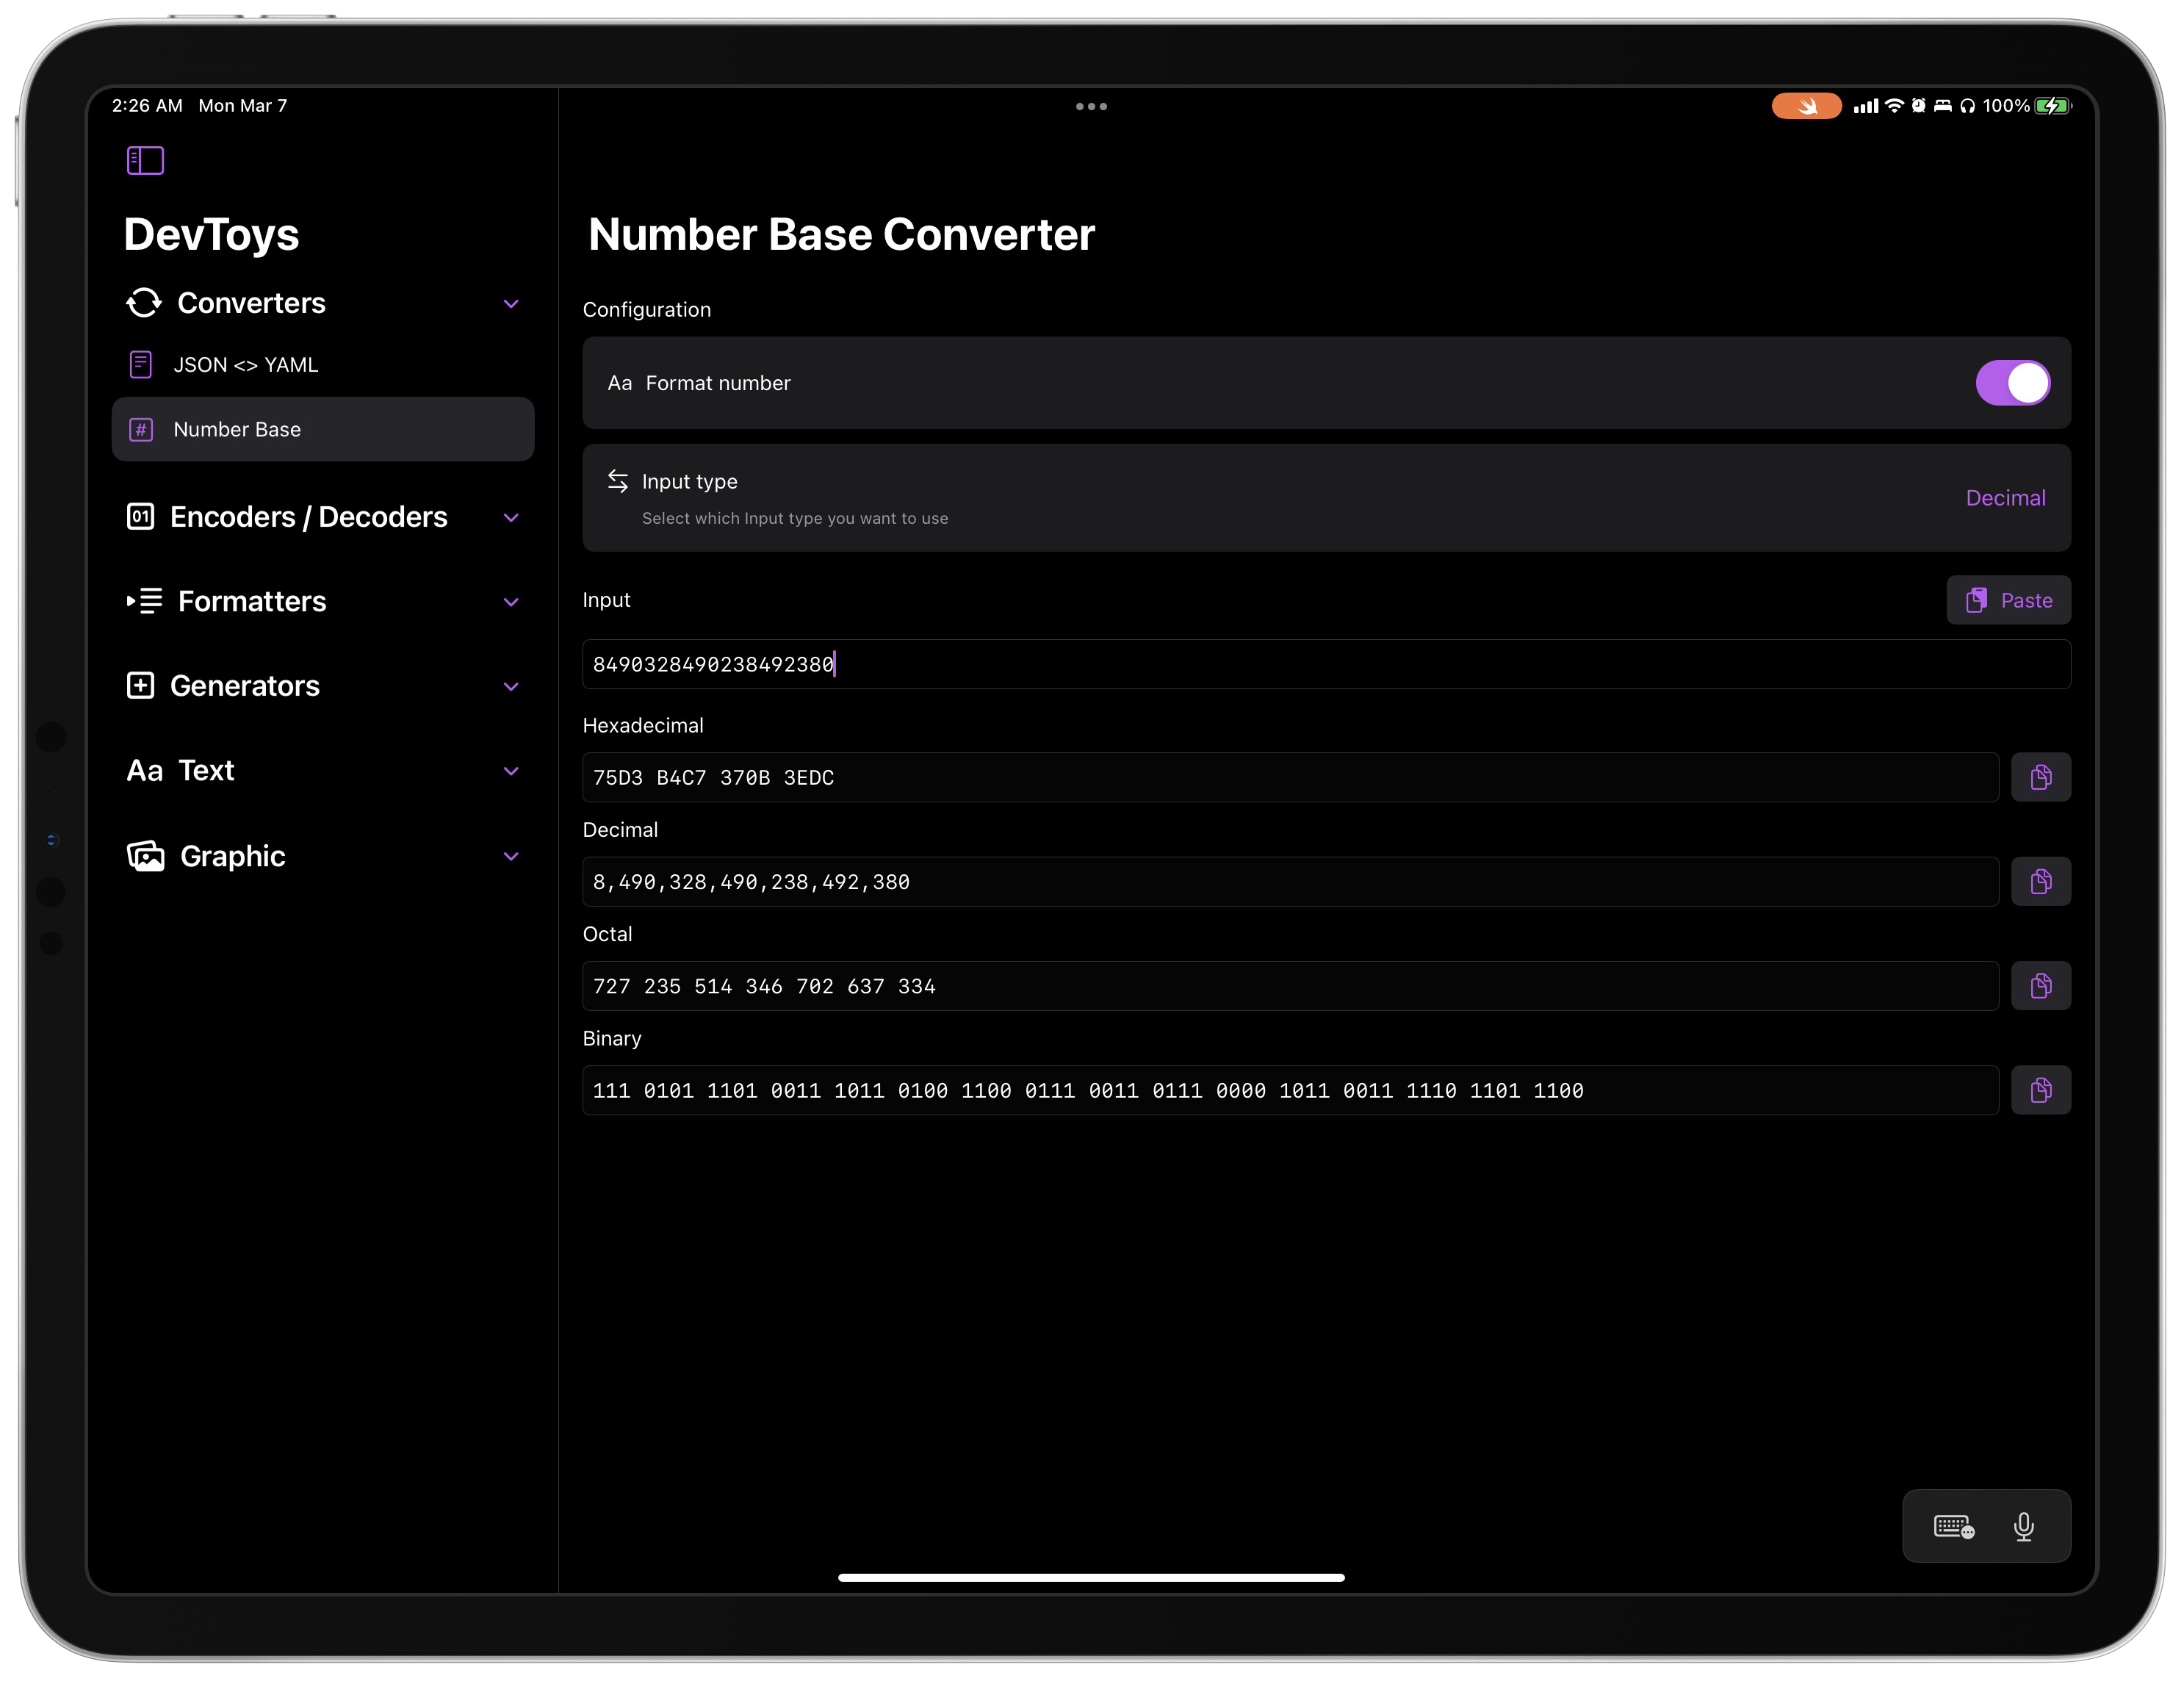 2:26 AM Mon Mar 7
100%
DevToys
Converters
JSON <> YAML
# Number Base
01 Encoders / Decoders
Formatters
Generators
Aa Text
Graphic
Number Base Converter
Configuration
Aa Format number
Input type
Select which Input type you want to use
Decimal
Input
Paste
8490328490238492380
Hexadecimal
75D3 B4C7 370B 3EDC
Decimal
8,490,328,490,238,492,380
Octal
727 235 514 346 702 637 334
Binary
111 0101 1101 0011 1011 0100 1100 0111 0011 0111 0000 1011 0011 1110 1101 1100